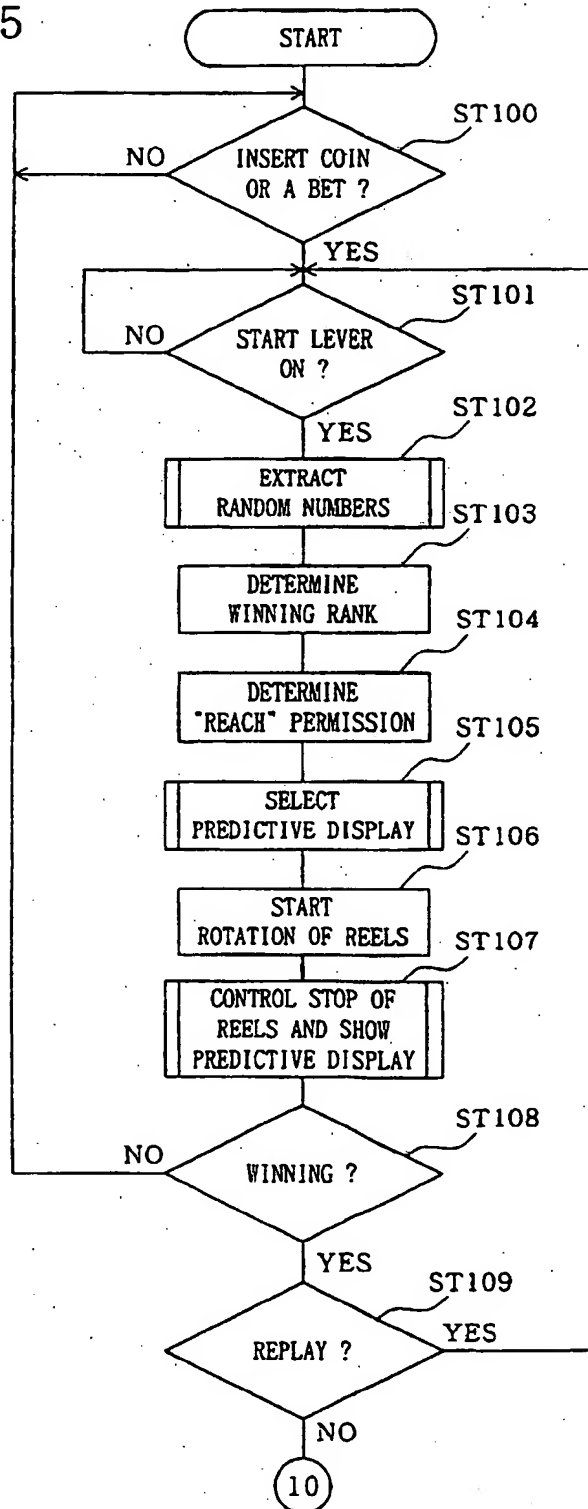 5
START
ST100
NO
INSERT COIN
OR A BET ?
YES
ST101
NO
START LEVER
ON ?
YES
ST102
EXTRACT
RANDOM NUMBERS
ST103
DETERMINE
WINNING RANK
ST104
DETERMINE
"REACH" PERMISSION
ST105
SELECT
PREDICTIVE DISPLAY
ST106
START
ROTATION OF REELS
ST107
CONTROL STOP OF
REELS AND SHOW
PREDICTIVE DISPLAY
ST108
NO
WINNING ?
YES
ST109
REPLAY ?
YES
NO
10